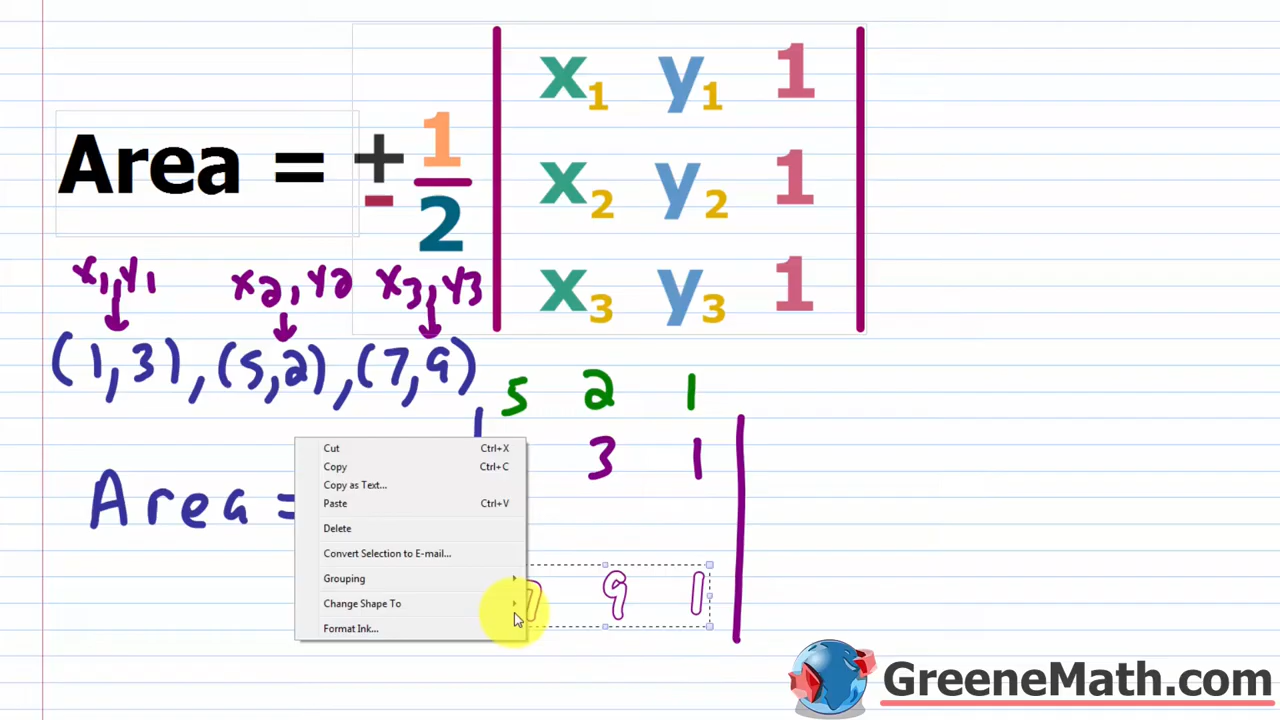 x1 y1 1
Area = ± 1/2
x2 y2 1
x3 y3 1
x1,y1 x2,y2 x3,y3
(1,3), (5,2), (7,9)
5 2 1
3 1
Area =
7 9 1
Cut Ctrl+X
Copy Ctrl+C
Copy as Text...
Paste Ctrl+V
Delete
Convert Selection to E-mail...
Grouping
Change Shape To
Format Ink...
GreeneMath.com